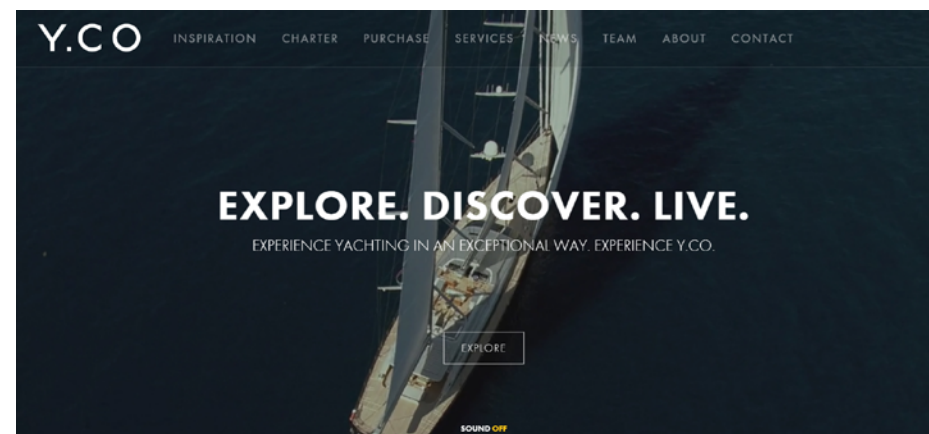 Y.CO INSPIRATION CHARTER PURCHASE SERVICES NEWS TEAM ABOUT CONTACT
EXPLORE. DISCOVER. LIVE.
EXPERIENCE YACHTING IN AN EXCEPTIONAL WAY. EXPERIENCE Y.CO.
EXPLORE
SOUND OFF